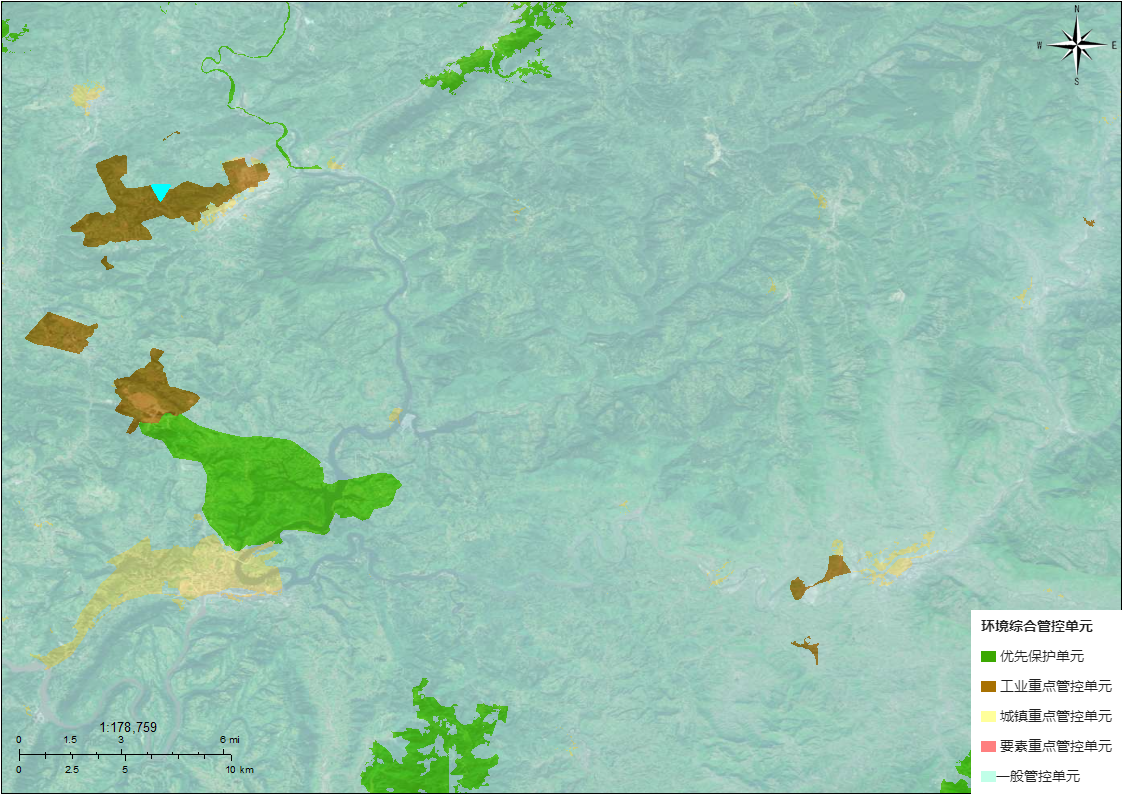 N
W E
S
环境综合管控单元
优先保护单元
工业重点管控单元
城镇重点管控单元
要素重点管控单元
一般管控单元
1:178,759
0 1.5 3 6 mi
0 2.5 5 10 km